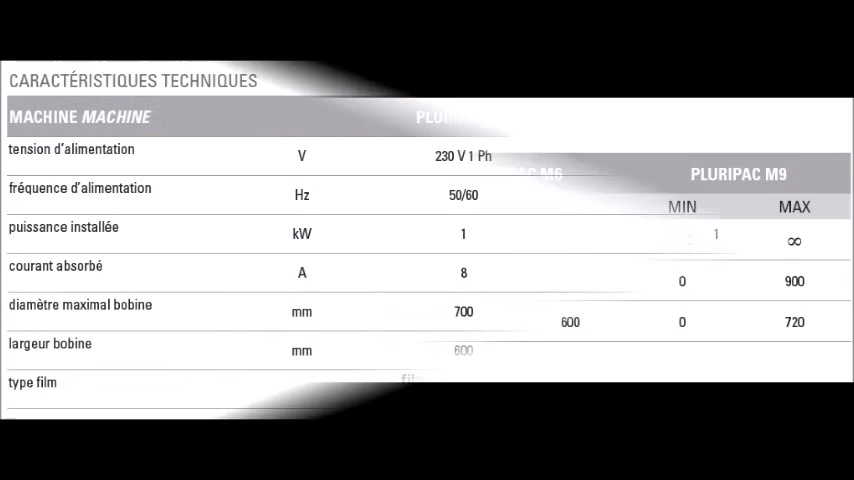 CARACTÉRISTIQUES TECHNIQUES
MACHINE MACHINE
tension d'alimentation V 230 V 1 Ph
M6 PLURIPAC M9
fréquence d'alimentation Hz 50/60
MIN MAX
puissance installée kW 1
1 ∞
courant absorbé A 8
0 900
diamètre maximal bobine mm 700
600 0 720
largeur bobine mm 600
type film